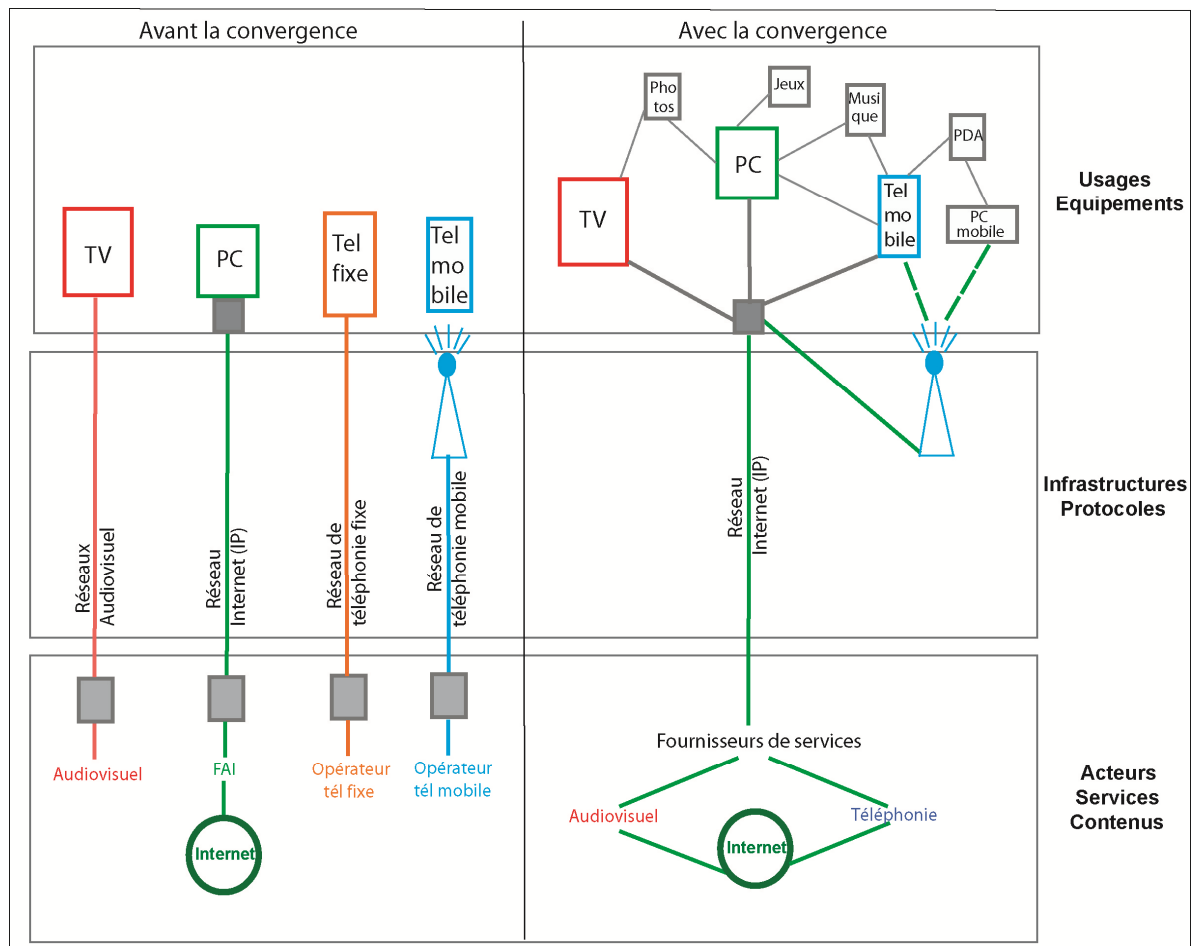 Avant la convergence
TV
PC
Tel
fixe
Tel
mo
bile
Réseaux
Audiovisuel
Réseau
Internet (IP)
Réseau de
téléphonie fixe
Réseau de
téléphonie mobile
Audiovisuel
FAI
Opérateur
tél fixe
Opérateur
tél mobile
Internet
Avec la convergence
Pho
tos
Jeux
Musi
que
PDA
PC
TV
Tel
mo
bile
PC
mobile
Réseau
Internet (IP)
Fournisseurs de services
Audiovisuel
Internet
Téléphonie
Usages
Equipements
Infrastructures
Protocoles
Acteurs
Services
Contenus